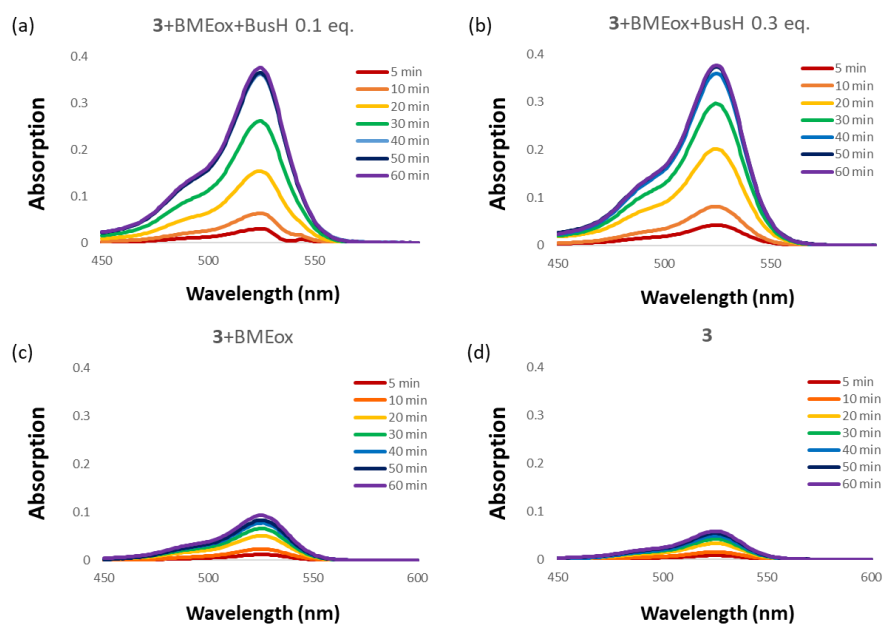 (a)
3+BMEox+BusH 0.1 eq.
0.4
0.3
0.2
0.1
0
450
500
550
5 min
10 min
20 min
30 min
40 min
50 min
60 min
Absorption
Wavelength (nm)
(b)
3+BMEox+BusH 0.3 eq.
0.4
0.3
0.2
0.1
0
450
500
550
5 min
10 min
20 min
30 min
40 min
50 min
60 min
Absorption
Wavelength (nm)
(c)
3+BMEox
0.4
0.3
0.2
0.1
0
450
500
550
600
5 min
10 min
20 min
30 min
40 min
50 min
60 min
Absorption
Wavelength (nm)
(d)
3
0.4
0.3
0.2
0.1
0
450
500
550
600
5 min
10 min
20 min
30 min
40 min
50 min
60 min
Absorption
Wavelength (nm)